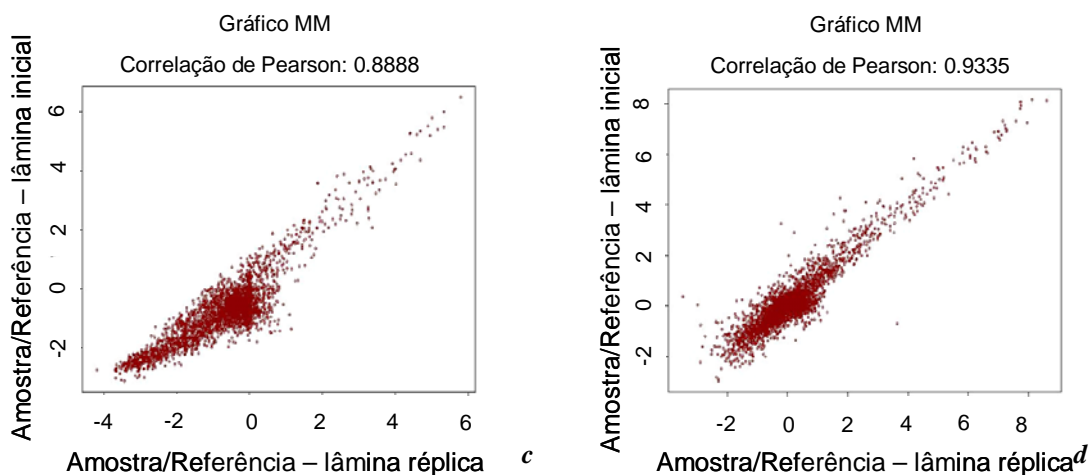 Gráfico MM
Correlação de Pearson: 0.8888
Amostra/Referência – lâmina inicial
6
4
2
0
-2
-4
-2
0
2
4
6
Amostra/Referência – lâmina réplica
c
Gráfico MM
Correlação de Pearson: 0.9335
Amostra/Referência – lâmina inicial
8
6
4
2
0
-2
-2
0
2
4
6
8
Amostra/Referência – lâmina réplica
d